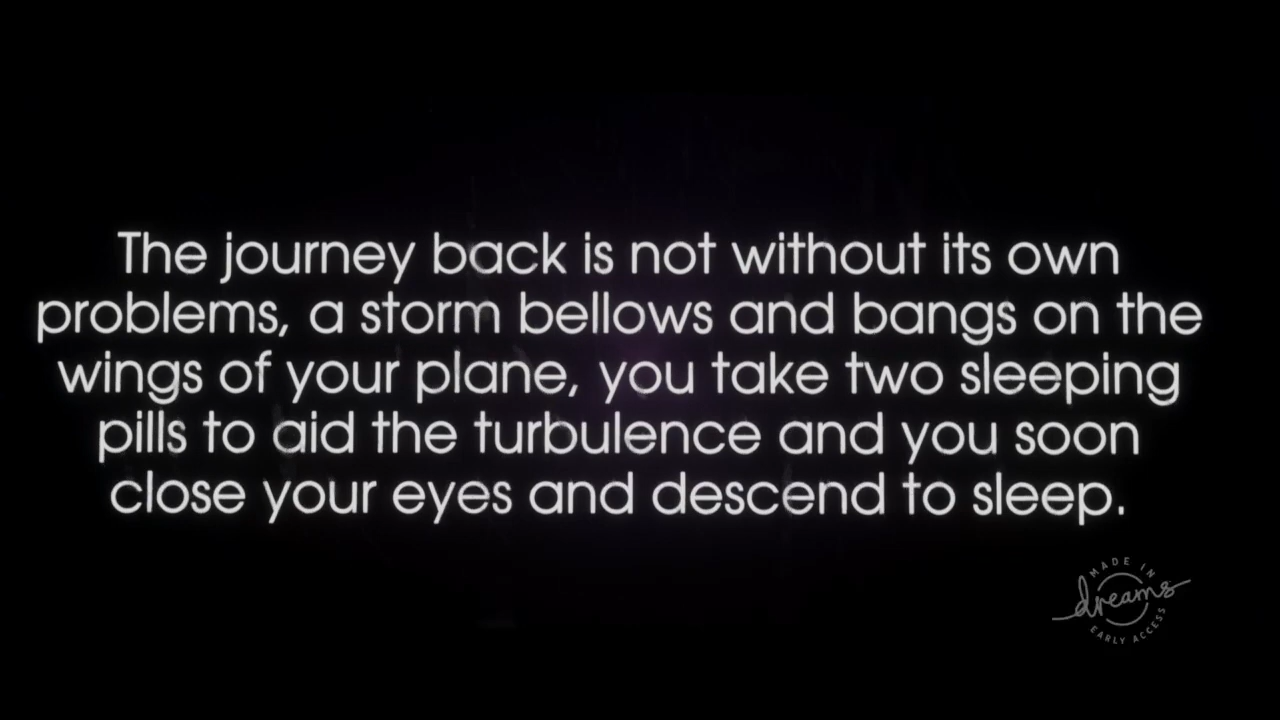 The journey back is not without its own
problems, a storm bellows and bangs on the
wings of your plane, you take two sleeping
pills to aid the turbulence and you soon
close your eyes and descend to sleep.
MADE IN
dreams
EARLY ACCESS